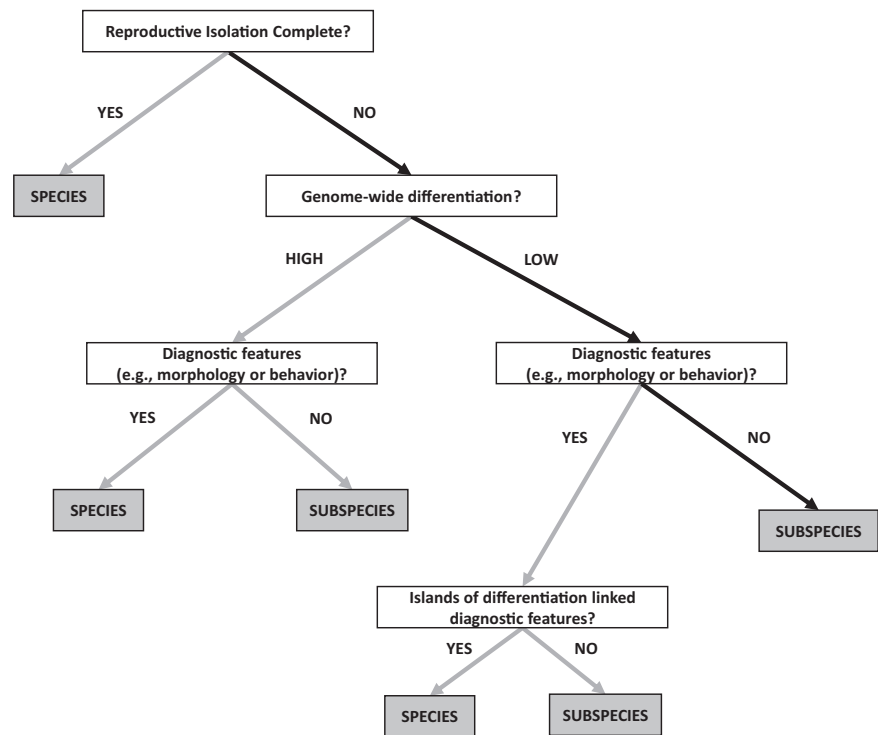 Reproductive Isolation Complete?
YES
NO
SPECIES
Genome-wide differentiation?
HIGH
LOW
Diagnostic features
(e.g., morphology or behavior)?
Diagnostic features
(e.g., morphology or behavior)?
YES
NO
YES
NO
SPECIES
SUBSPECIES
SUBSPECIES
Islands of differentiation linked
diagnostic features?
YES
NO
SPECIES
SUBSPECIES